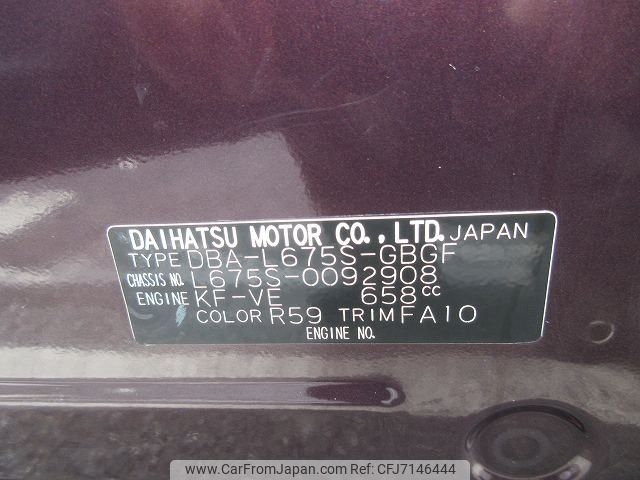 DAIHATSU MOTOR CO., LTD. JAPAN
TYPE DBA-L675S-GBGF
CHASSIS NO. L675S-0092908
ENGINE KF-VE 658cc
COLOR R59 TRIM FA10
ENGINE NO.
www.CarFromJapan.com | Ref No. CFJ7146444